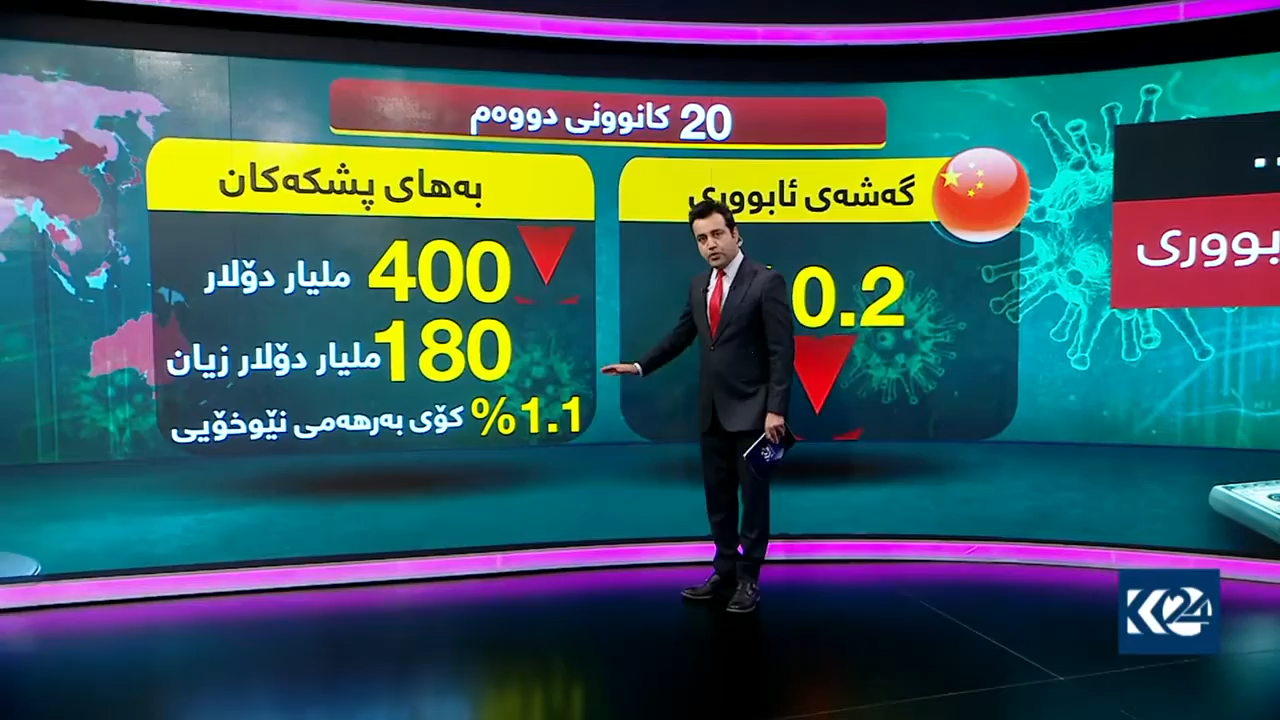 20 کانوونی دووەم
گەشەی ئابووری
0.2
بەهای پشکەکان
400 ملیار دۆلار
180 ملیار دۆلار زیان
%1.1 کۆی بەرهەمی نێوخۆیی
بووری
K24